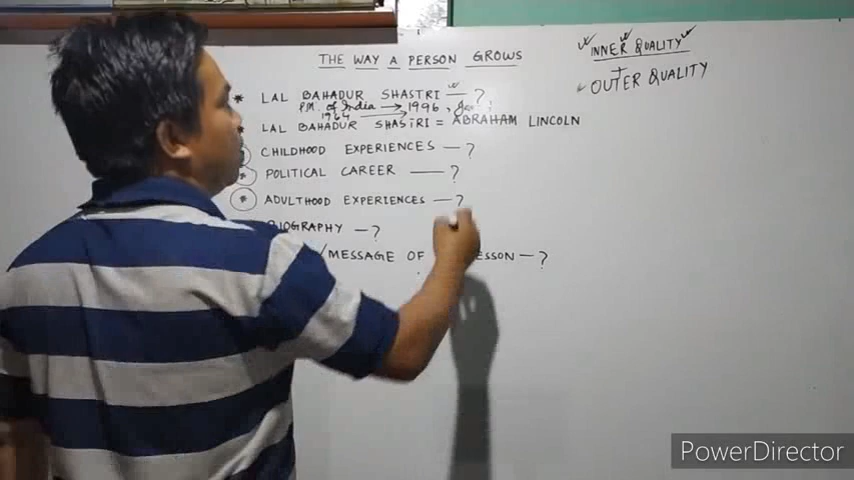 THE WAY A PERSON GROWS
INNER QUALITY
+
OUTER QUALITY
* LAL BAHADUR SHASTRI — ?
P.M. of India → 1996,
1964 →
* LAL BAHADUR SHASTRI = ABRAHAM LINCOLN
CHILDHOOD EXPERIENCES — ?
* POLITICAL CAREER — ?
* ADULTHOOD EXPERIENCES — ?
BIOGRAPHY — ?
/MESSAGE OF ESSON — ?
PowerDirector